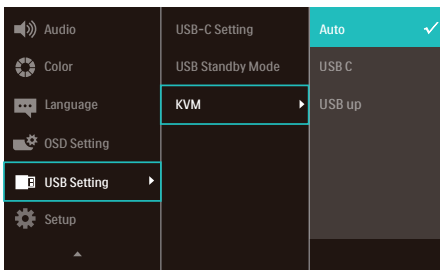 Audio
Color
Language
OSD Setting
USB Setting
Setup
USB-C Setting
USB Standby Mode
KVM
Auto
USB C
USB up